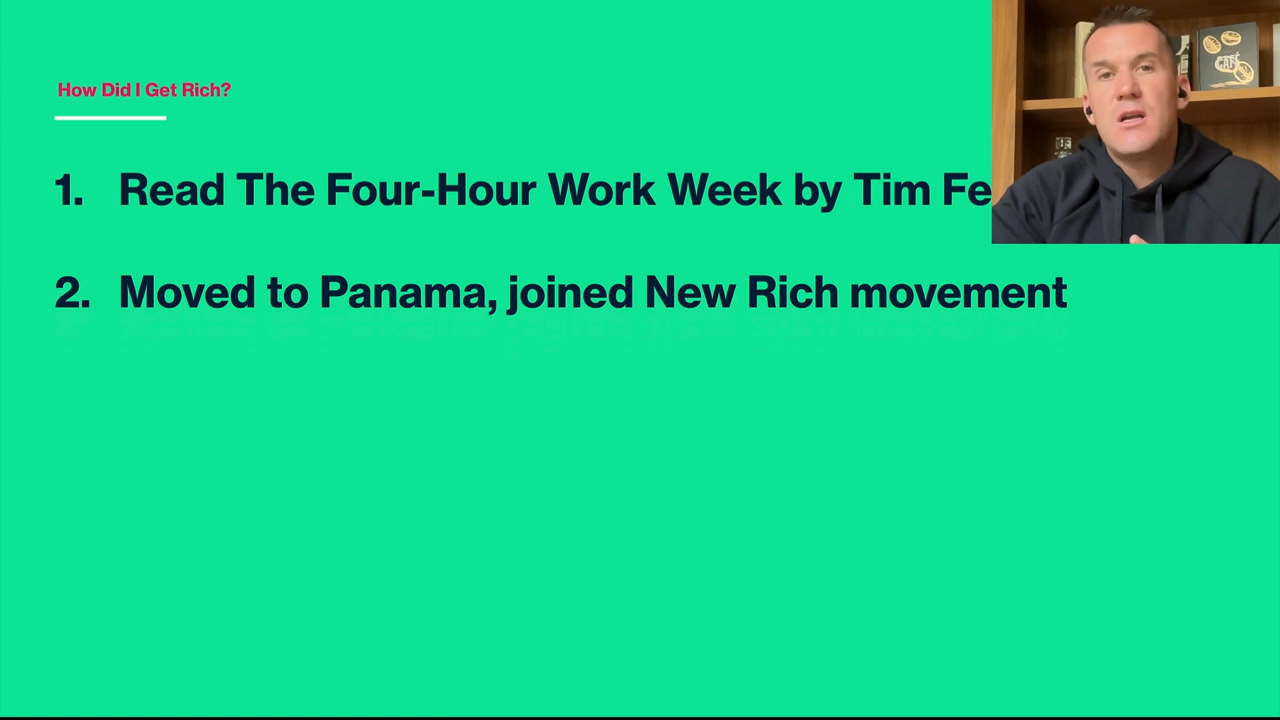 How Did I Get Rich?
1. Read The Four-Hour Work Week by Tim Fe
2. Moved to Panama, joined New Rich movement